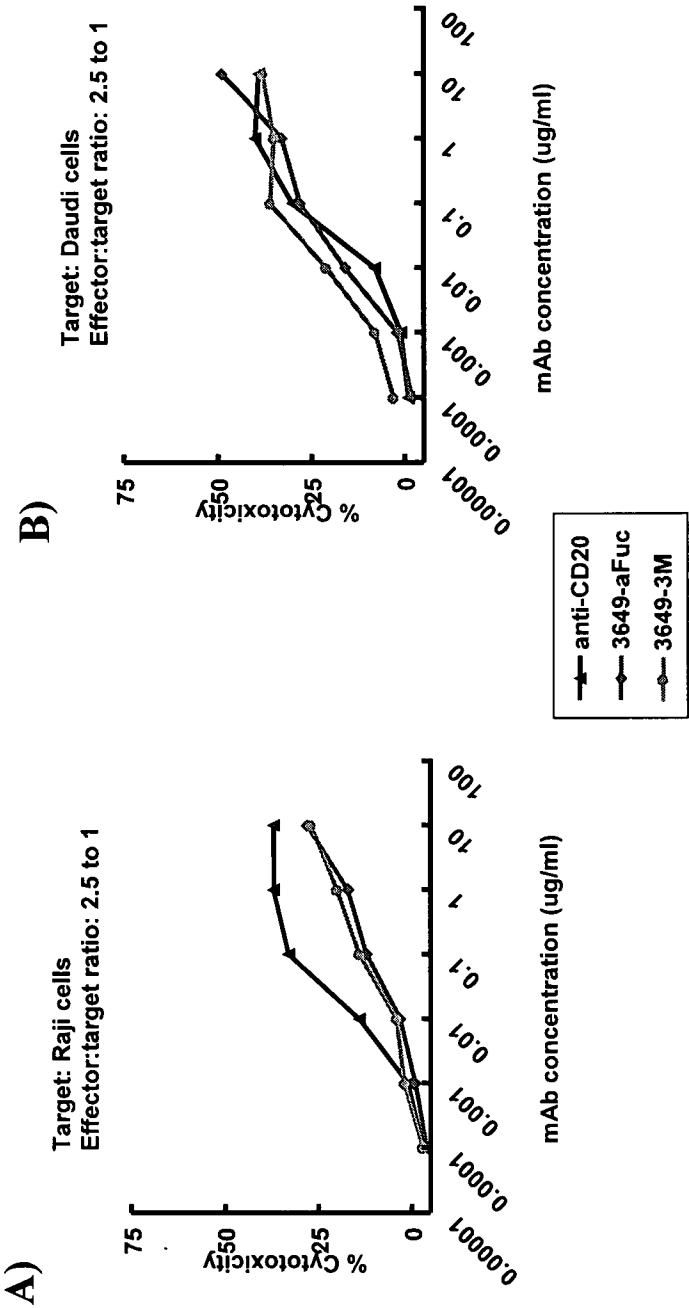 A)
Target: Raji cells
Effector:target ratio: 2.5 to 1
% Cytotoxicity
75
50
25
0
0.00001
0.0001
0.001
0.01
0.1
1
10
100
mAb concentration (ug/ml)
B)
Target: Daudi cells
Effector:target ratio: 2.5 to 1
% Cytotoxicity
75
50
25
0
0.00001
0.0001
0.001
0.01
0.1
1
10
100
mAb concentration (ug/ml)
anti-CD20
3649-aFuc
3649-3M